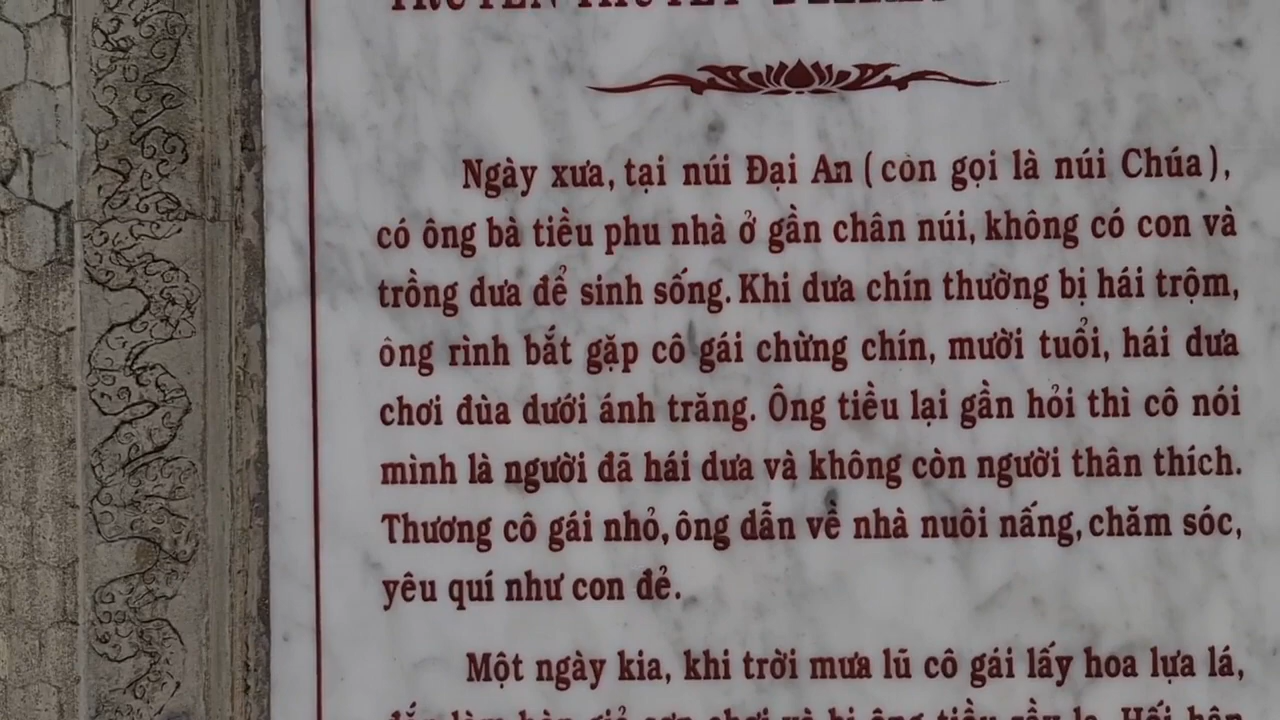 TRUYỀN THUYẾT
Ngày xưa, tại núi Đại An (còn gọi là núi Chúa),
có ông bà tiều phu nhà ở gần chân núi, không có con và
trồng dưa để sinh sống. Khi dưa chín thường bị hái trộm,
ông rình bắt gặp cô gái chừng chín, mười tuổi, hái dưa
chơi đùa dưới ánh trăng. Ông tiều lại gần hỏi thì cô nói
mình là người đã hái dưa và không còn người thân thích.
Thương cô gái nhỏ, ông dẫn về nhà nuôi nấng, chăm sóc,
yêu quí như con đẻ.
Một ngày kia, khi trời mưa lũ cô gái lấy hoa lựa lá,